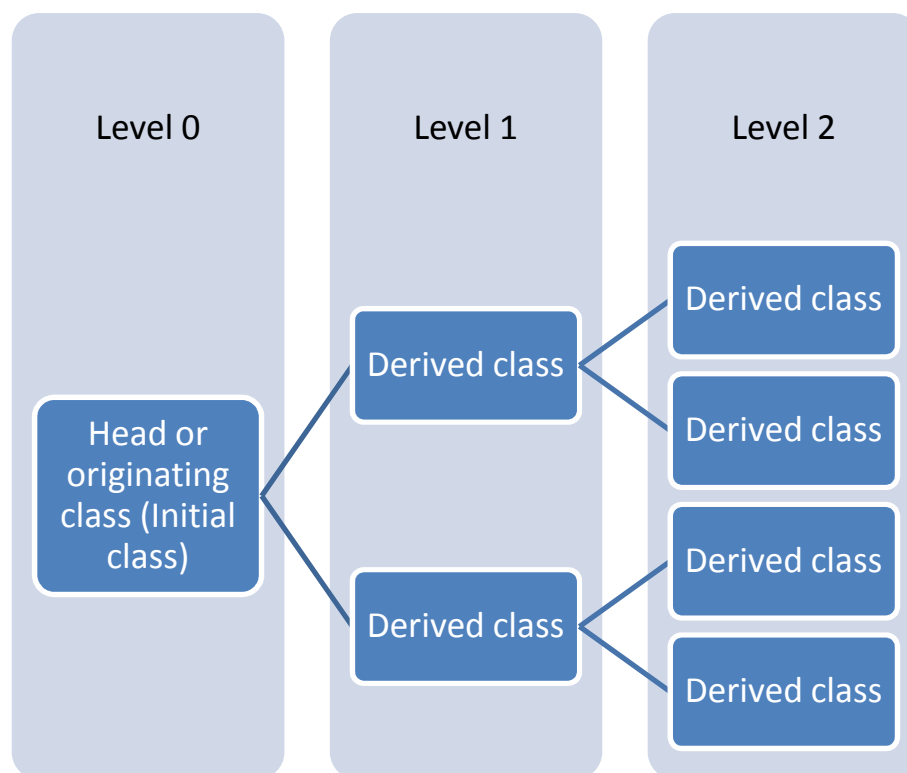 Level 0
Level 1
Level 2
Head or
originating
class (Initial
class)
Derived class
Derived class
Derived class
Derived class
Derived class
Derived class